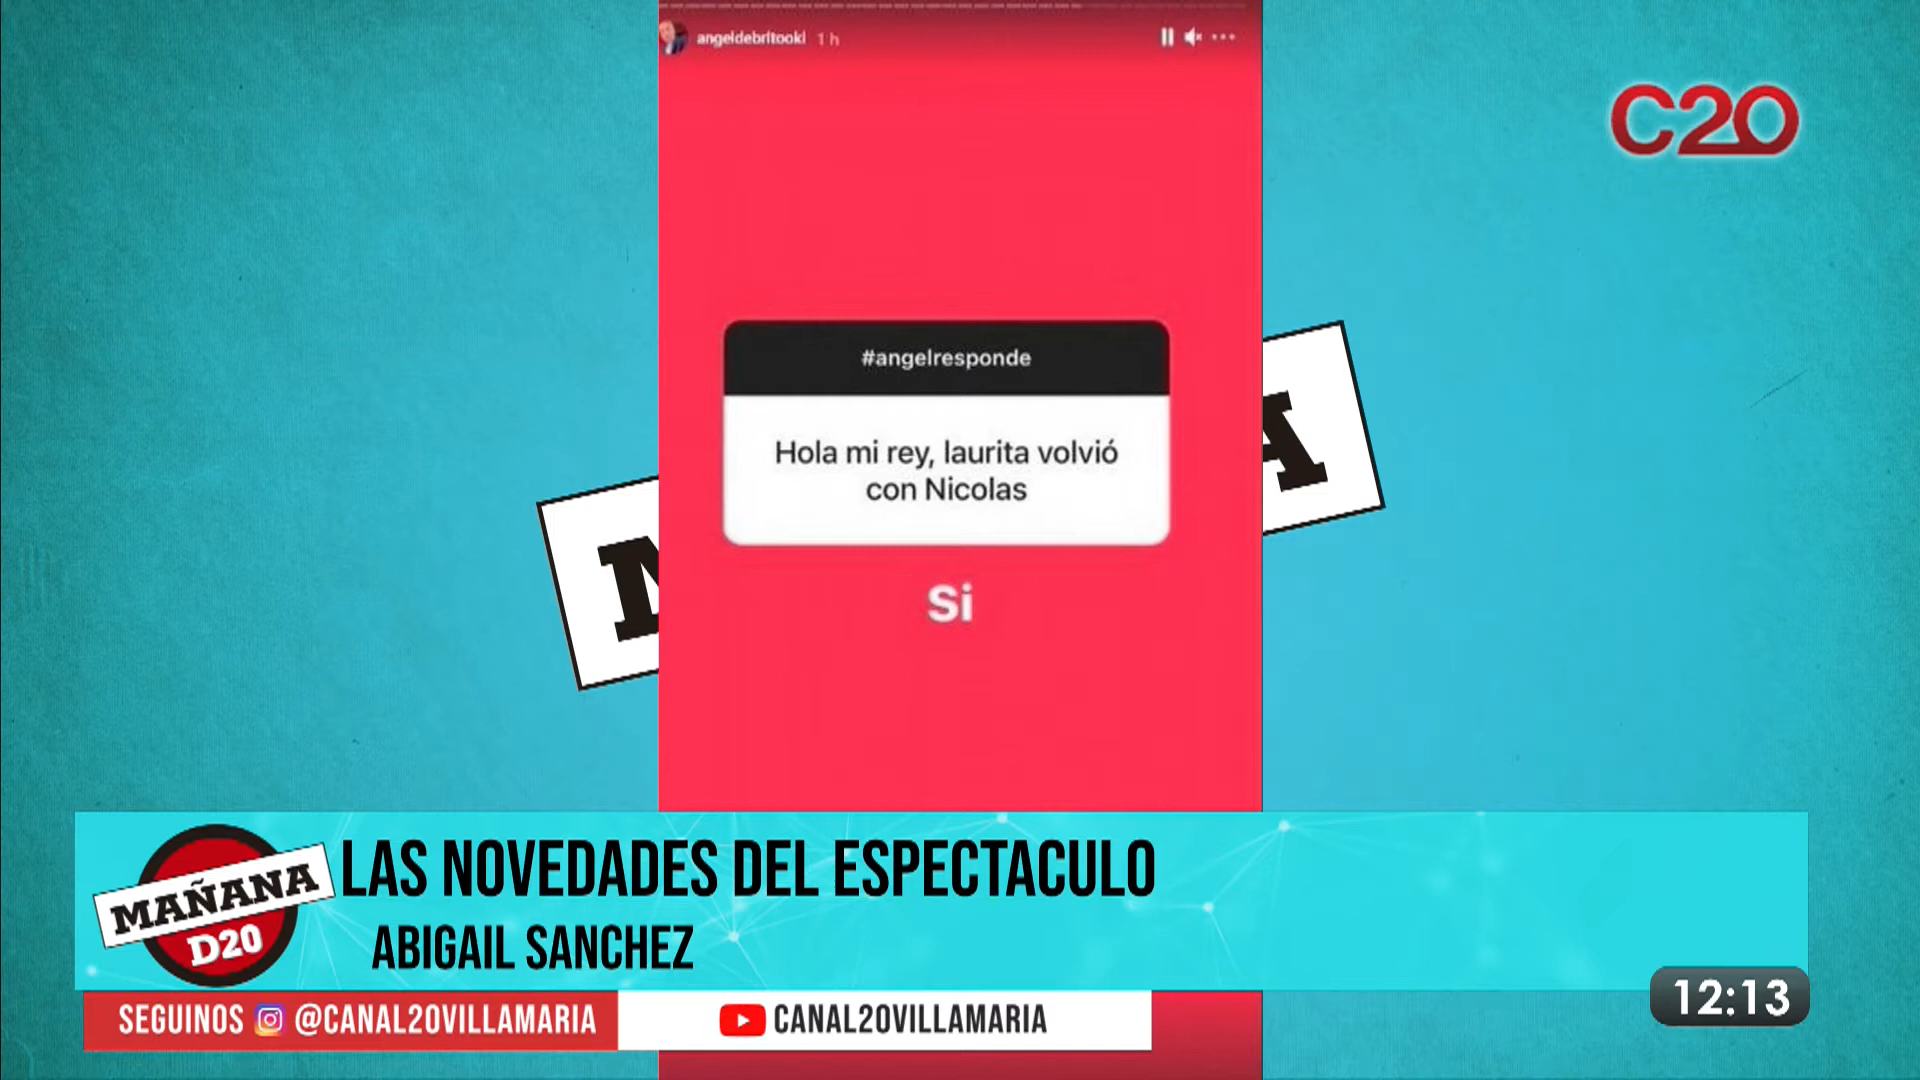 angeldebritooki 1 h
C20
#angelresponde
Hola mi rey, laurita volvió
con Nicolas
Si
M
A
LAS NOVEDADES DEL ESPECTACULO
MAÑANA
D20
ABIGAIL SANCHEZ
SEGUINOS @CANAL20VILLAMARIA
CANAL20VILLAMARIA
12:13